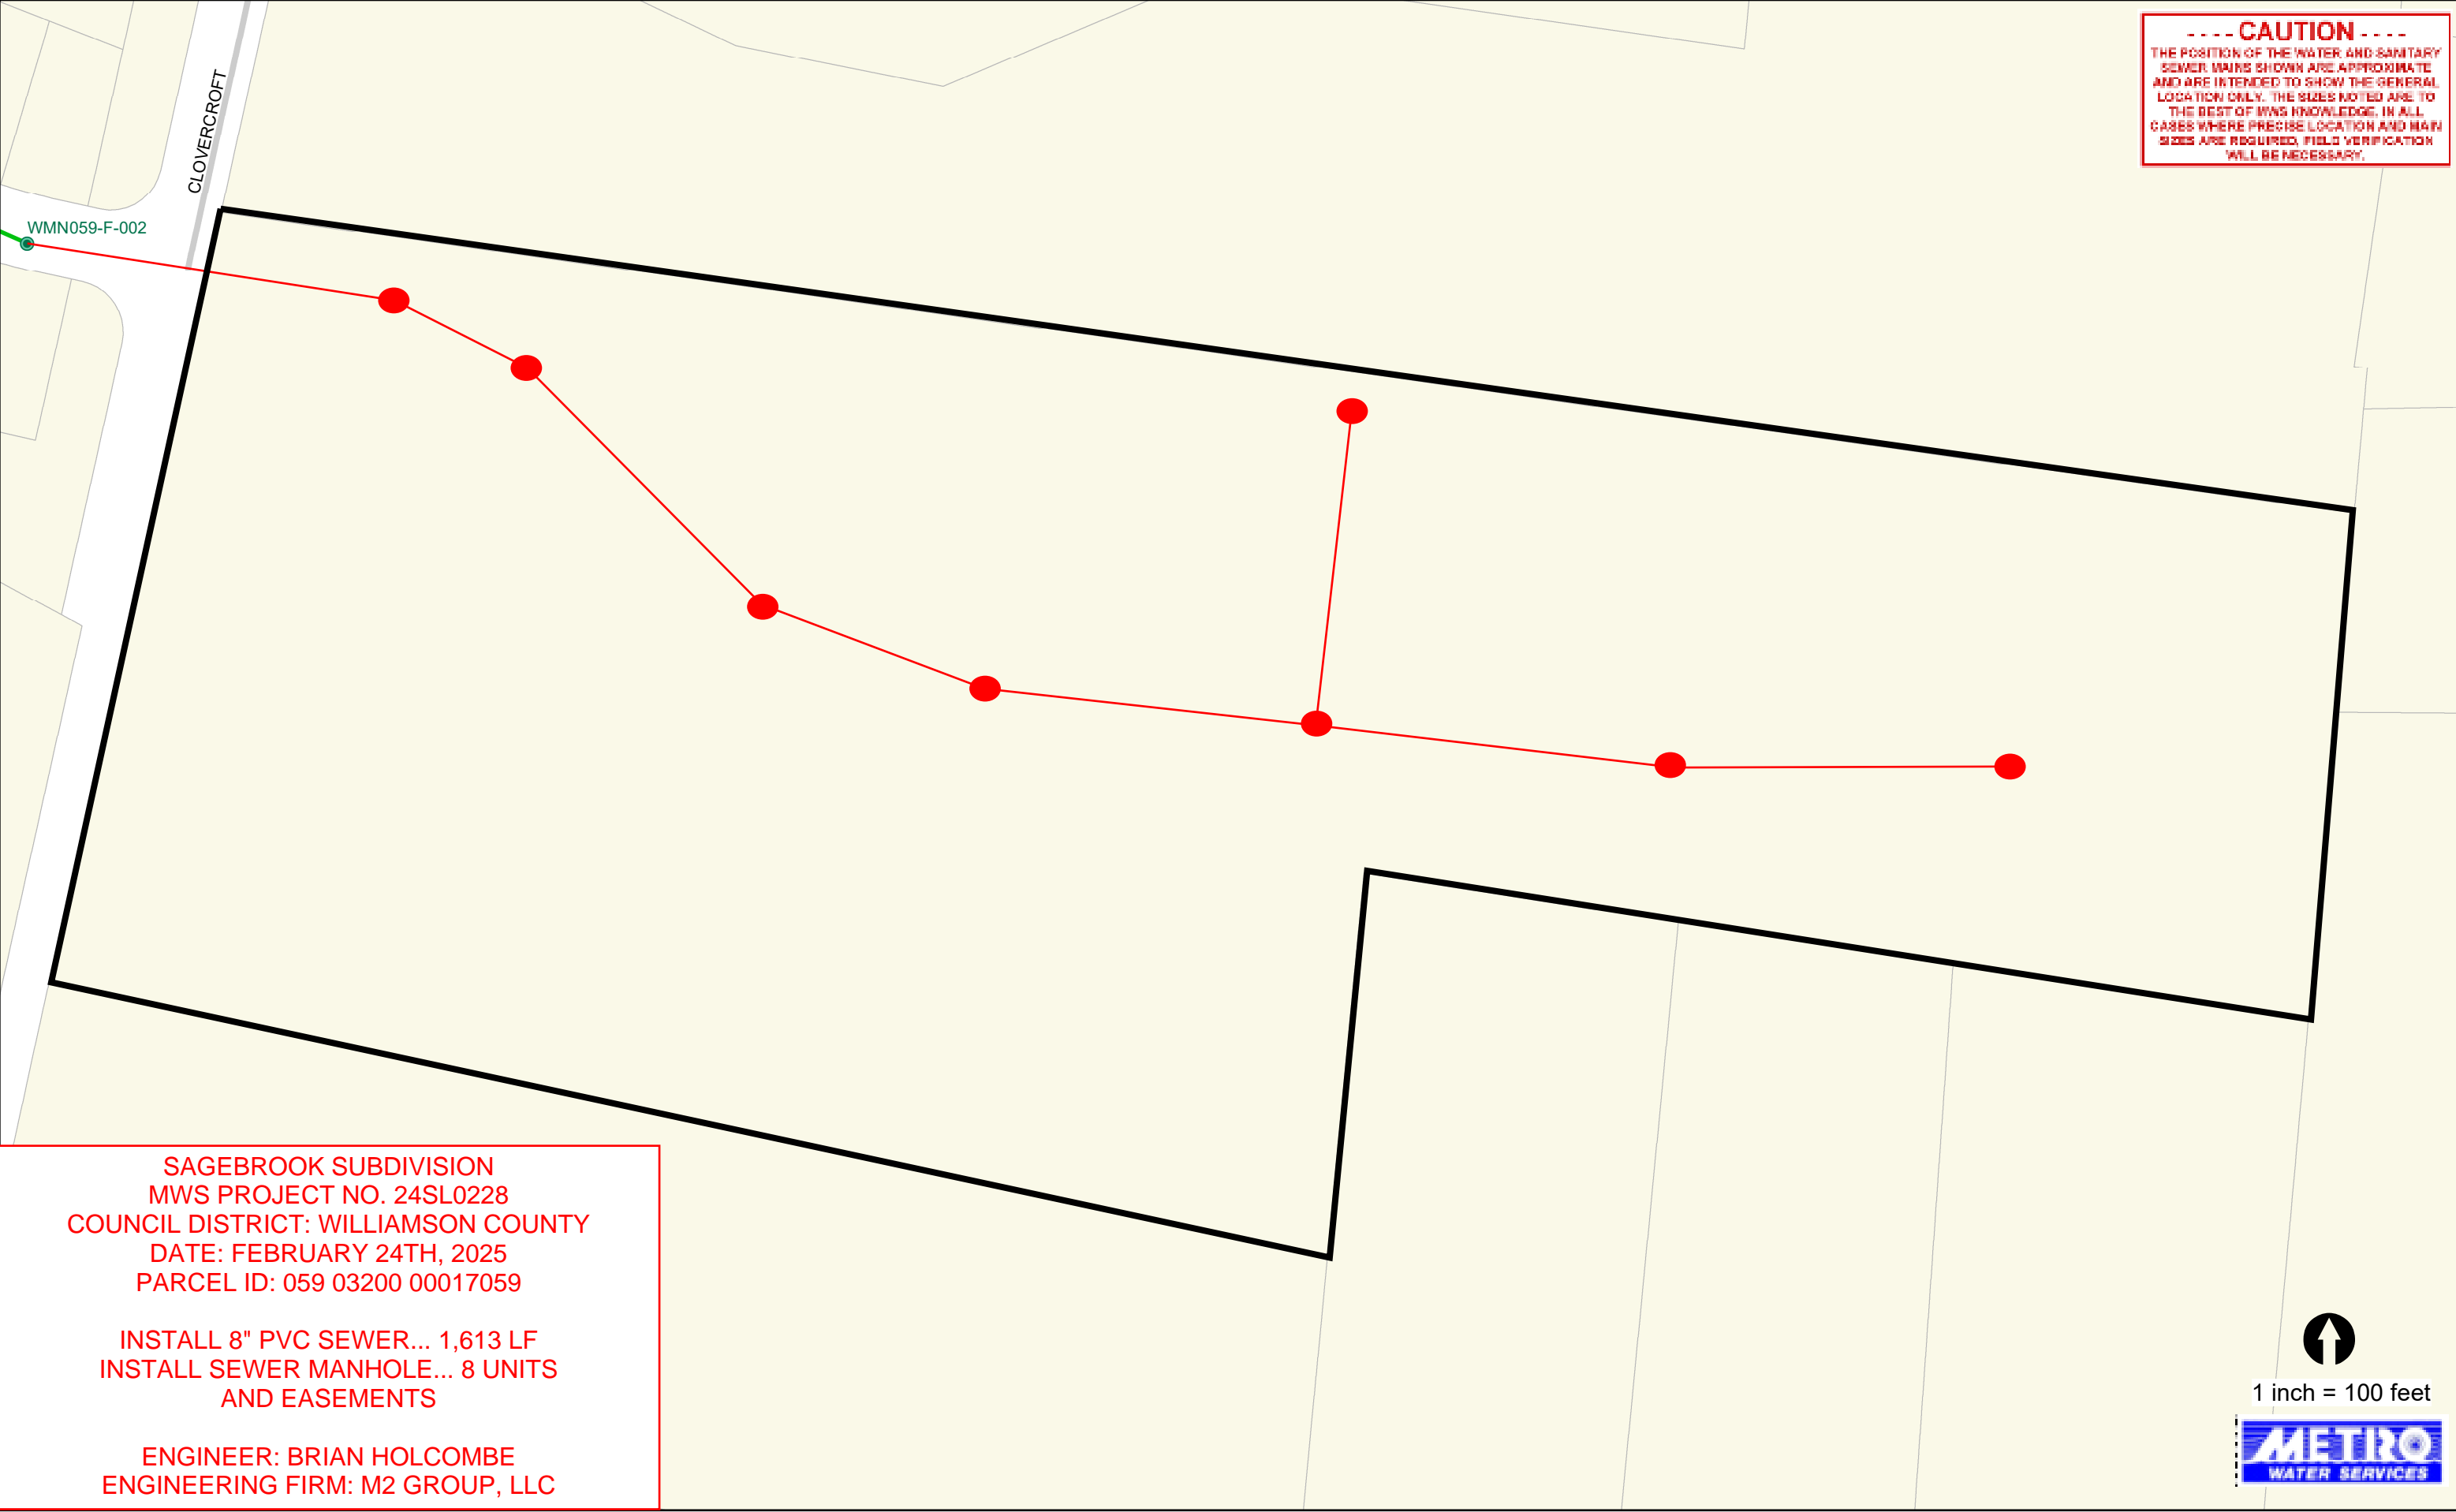 - - - - CAUTION - - - -
THE POSITION OF THE WATER AND SANITARY
SEWER MAINS SHOWN ARE APPROXIMATE
AND ARE INTENDED TO SHOW THE GENERAL
LOCATION ONLY. THE SIZES NOTED ARE TO
THE BEST OF MWS KNOWLEDGE. IN ALL
CASES WHERE PRECISE LOCATION AND MAIN
SIZES ARE REQUIRED, FIELD VERIFICATION
WILL BE NECESSARY.
CLOVERCROFT
WMN059-F-002
SAGEBROOK SUBDIVISION
MWS PROJECT NO. 24SL0228
COUNCIL DISTRICT: WILLIAMSON COUNTY
DATE: FEBRUARY 24TH, 2025
PARCEL ID: 059 03200 00017059
INSTALL 8" PVC SEWER... 1,613 LF
INSTALL SEWER MANHOLE... 8 UNITS
AND EASEMENTS
ENGINEER: BRIAN HOLCOMBE
ENGINEERING FIRM: M2 GROUP, LLC
1 inch = 100 feet
METRO
WATER SERVICES